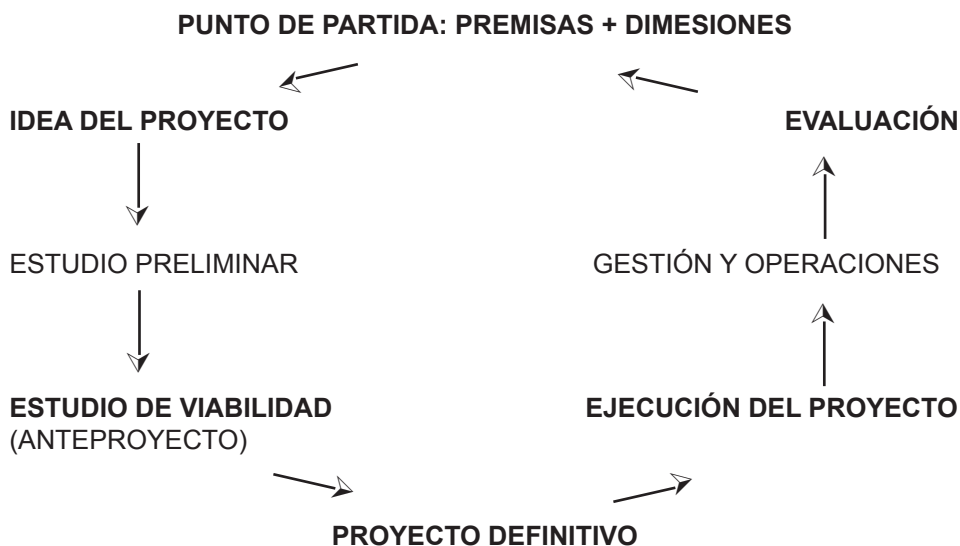 PUNTO DE PARTIDA: PREMISAS + DIMESIONES
IDEA DEL PROYECTO
EVALUACIÓN
ESTUDIO PRELIMINAR
GESTIÓN Y OPERACIONES
ESTUDIO DE VIABILIDAD
(ANTEPROYECTO)
EJECUCIÓN DEL PROYECTO
PROYECTO DEFINITIVO